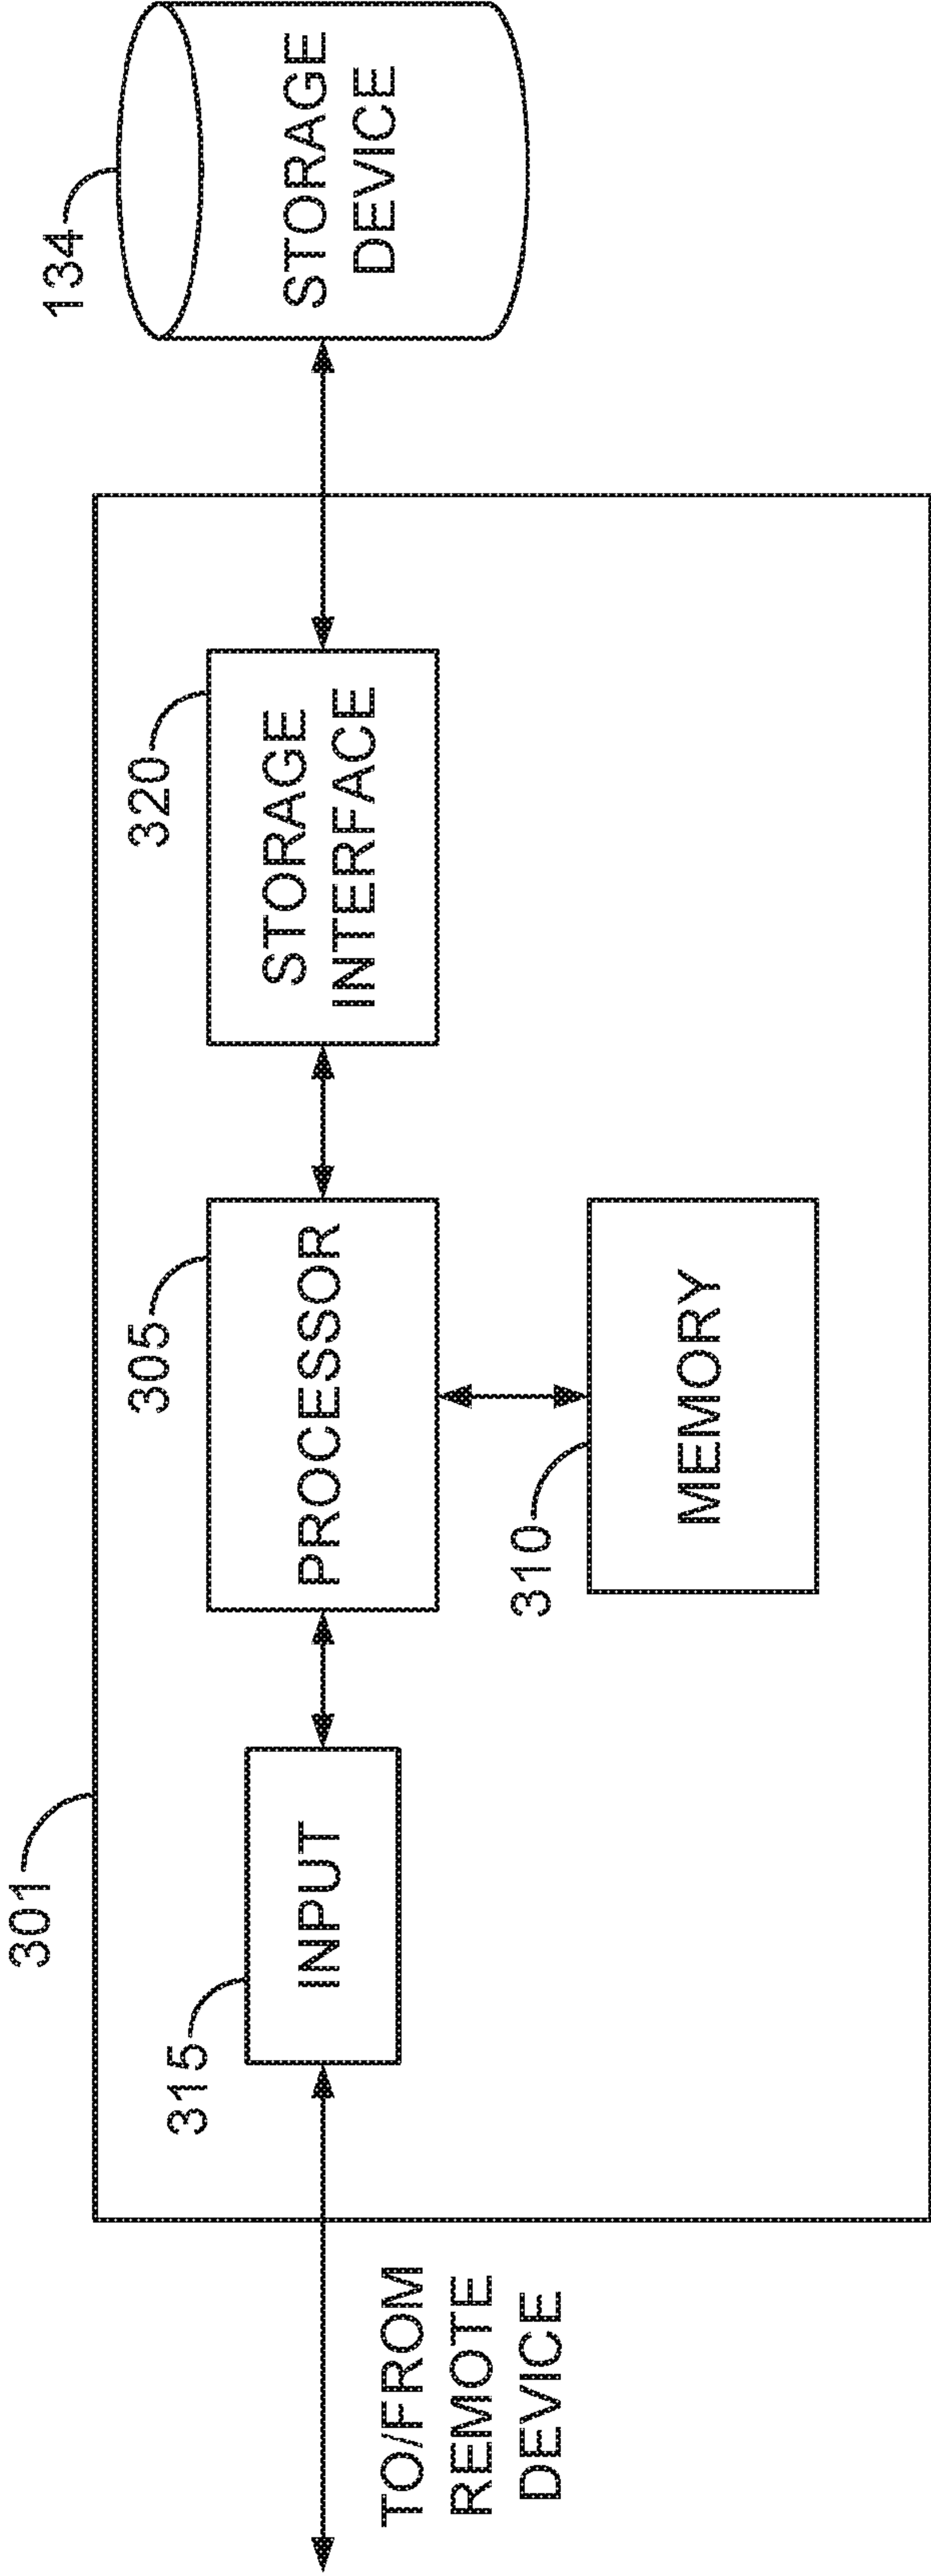 301
134
315
305
320
INPUT
PROCESSOR
STORAGE
INTERFACE
STORAGE
DEVICE
TO/FROM
REMOTE
DEVICE
310
MEMORY